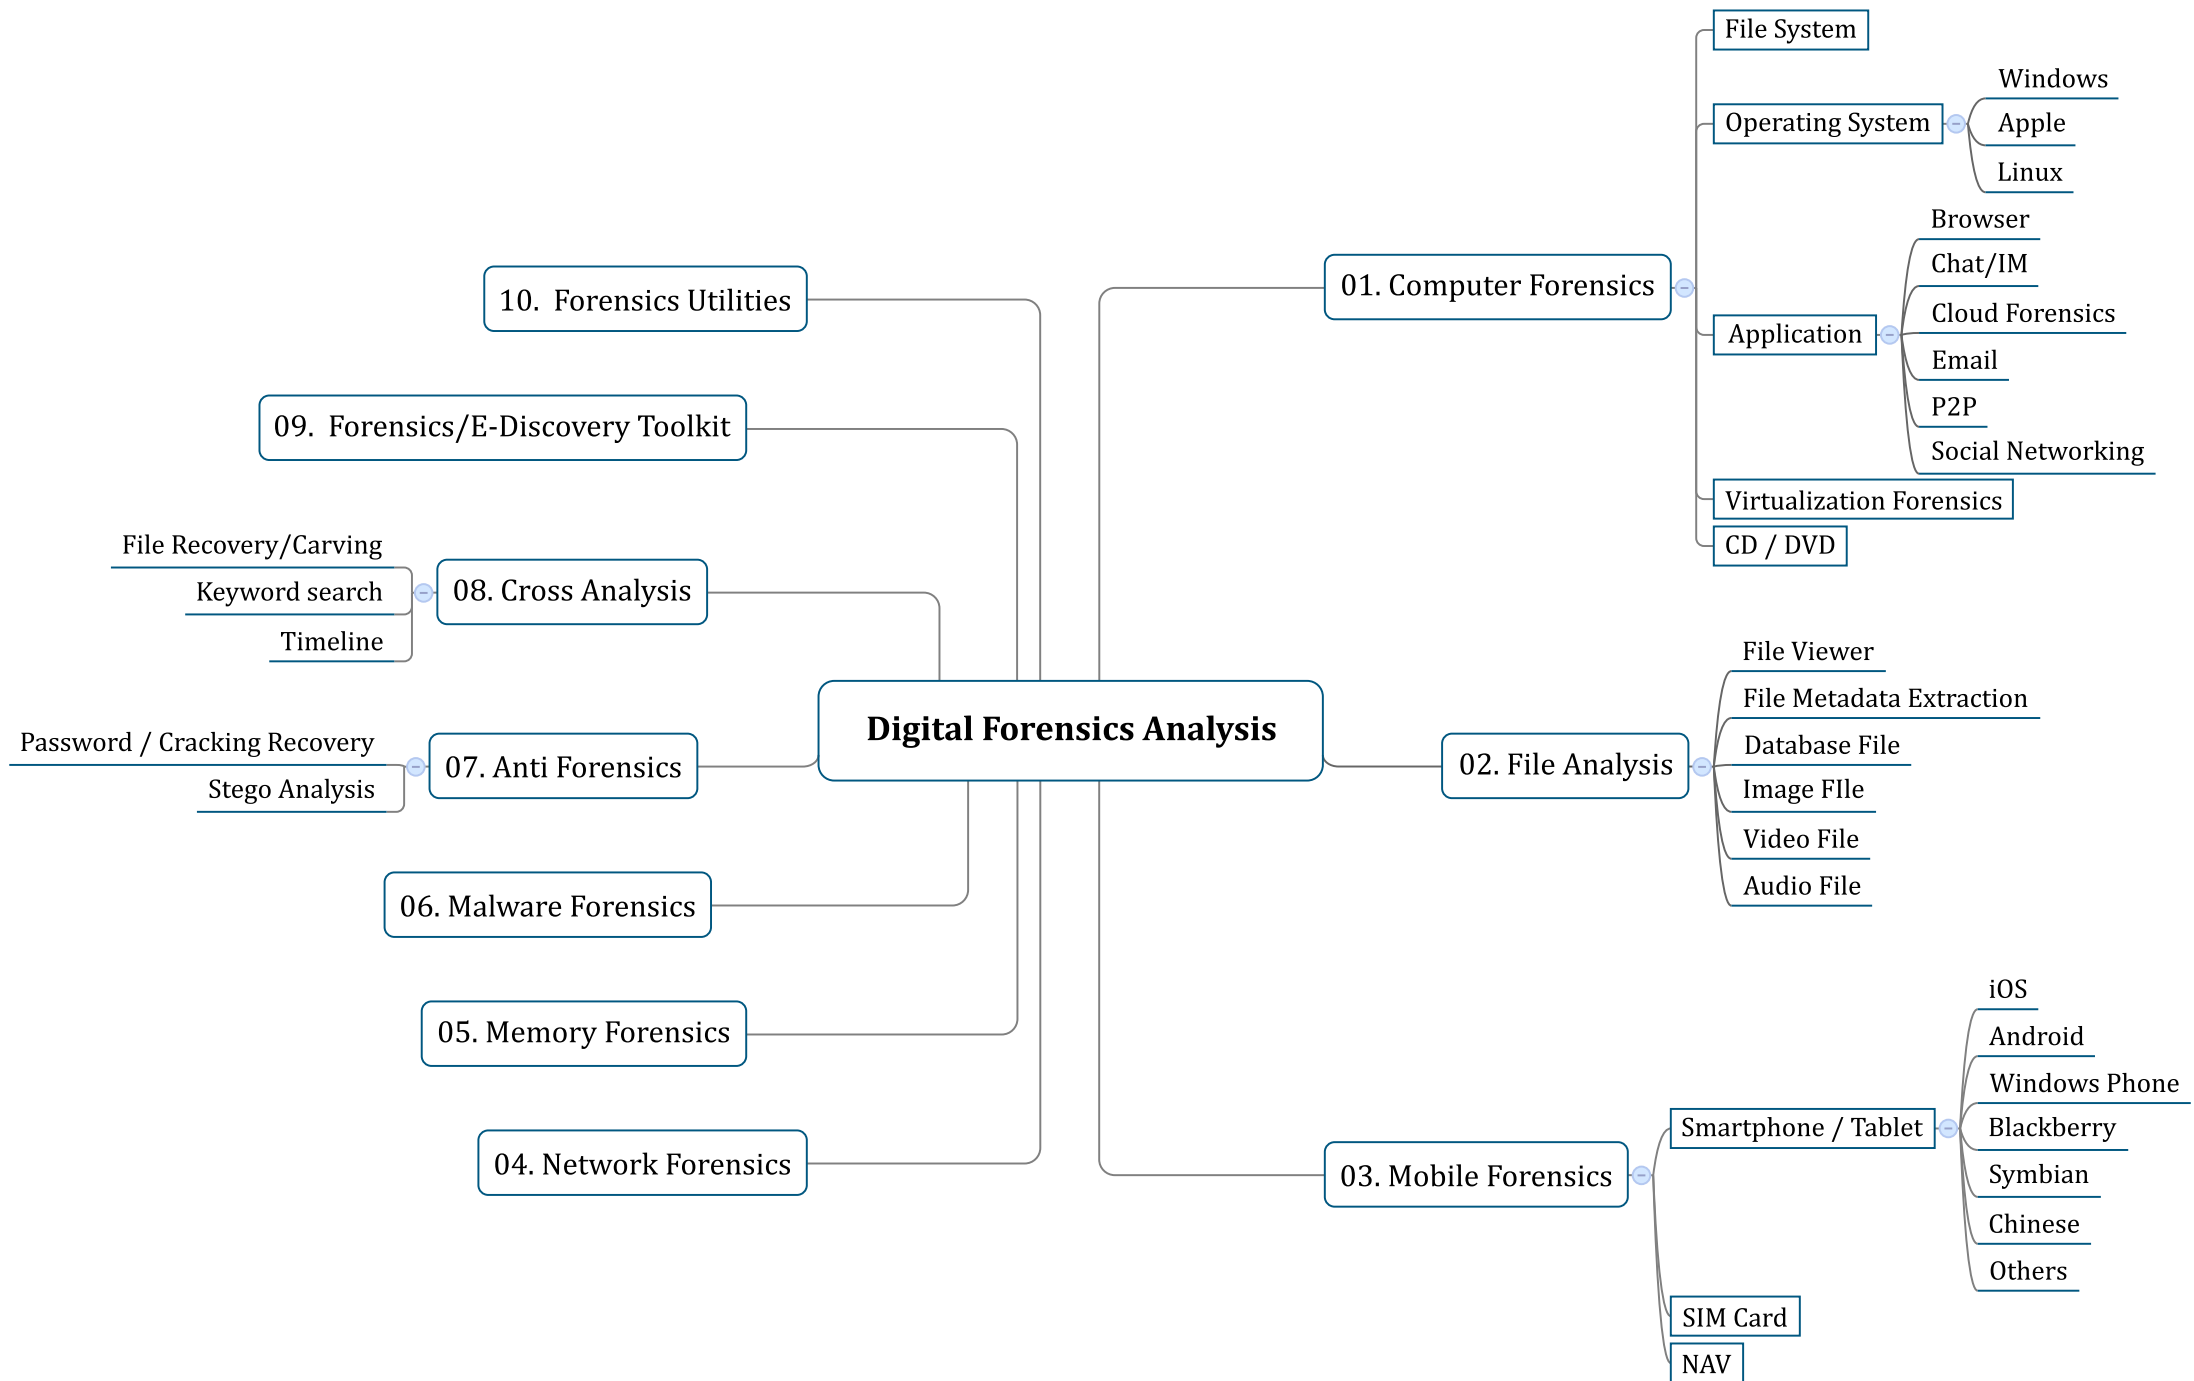 Digital Forensics Analysis
01. Computer Forensics
File System
Operating System
Windows
Apple
Linux
Application
Browser
Chat/IM
Cloud Forensics
Email
P2P
Social Networking
Virtualization Forensics
CD / DVD
02. File Analysis
File Viewer
File Metadata Extraction
Database File
Image FIle
Video File
Audio File
03. Mobile Forensics
Smartphone / Tablet
iOS
Android
Windows Phone
Blackberry
Symbian
Chinese
Others
SIM Card
NAV
04. Network Forensics
05. Memory Forensics
06. Malware Forensics
07. Anti Forensics
Password / Cracking Recovery
Stego Analysis
08. Cross Analysis
File Recovery/Carving
Keyword search
Timeline
09. Forensics/E-Discovery Toolkit
10. Forensics Utilities